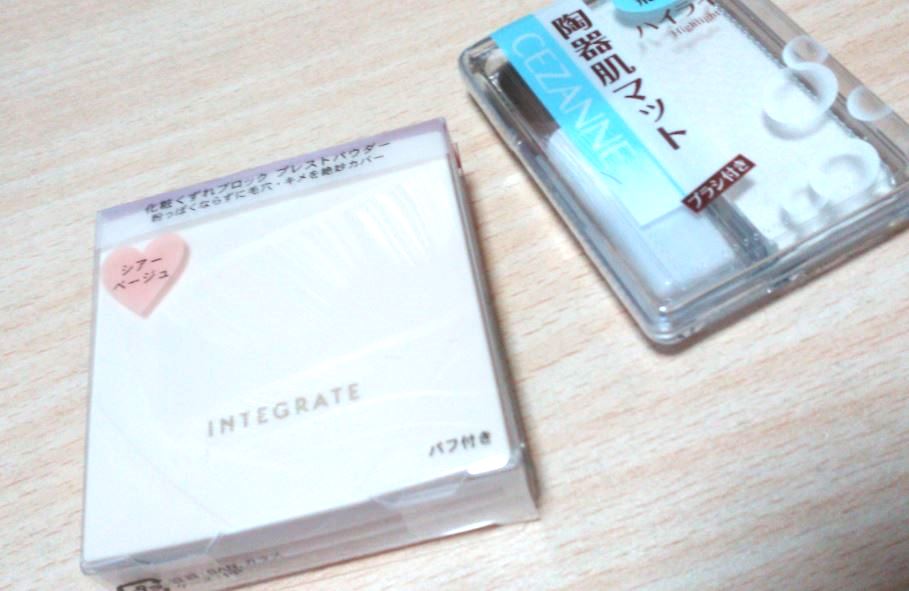 化粧くずれブロック プレストパウダー
粉っぽくならずに毛穴・キメを絶妙カバー
シアー
ベージュ
INTEGRATE
パフ付き
陶器肌マット
CEZANNE
ハイライ
Highlight
ブラシ付き